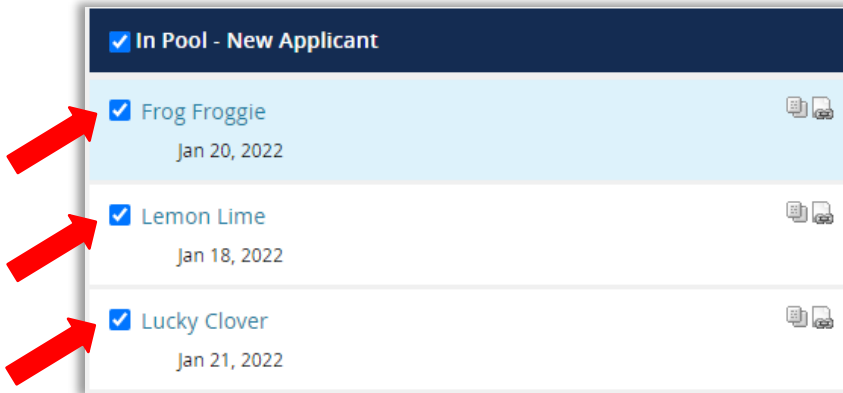 In Pool - New Applicant
Frog Froggie
Jan 20, 2022
Lemon Lime
Jan 18, 2022
Lucky Clover
Jan 21, 2022